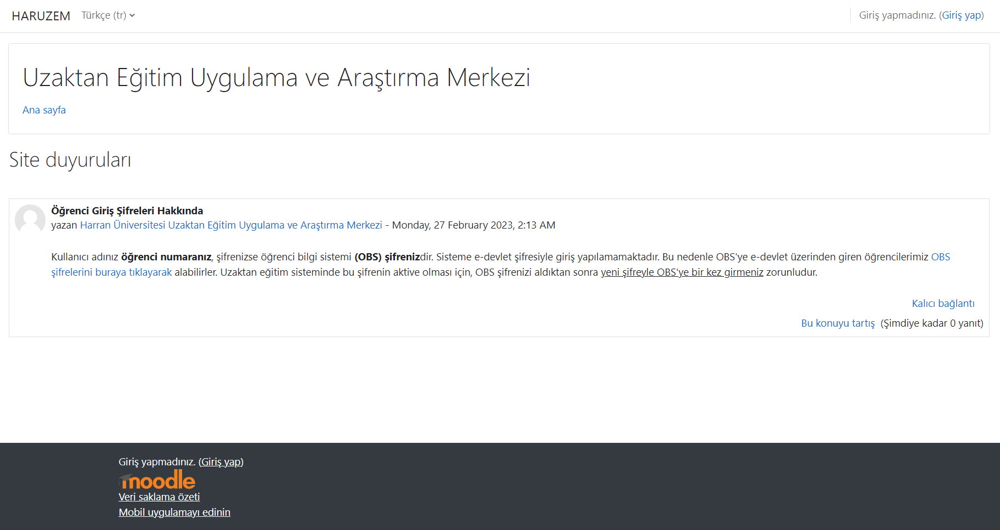 HARUZEM Türkçe (tr)
Giriş yapmadınız. (Giriş yap)
Uzaktan Eğitim Uygulama ve Araştırma Merkezi
Ana sayfa
Site duyuruları
Öğrenci Giriş Şifreleri Hakkında
yazan Harran Üniversitesi Uzaktan Eğitim Uygulama ve Araştırma Merkezi - Monday, 27 February 2023, 2:13 AM
Kullanıcı adınız öğrenci numaranız, şifrenizse öğrenci bilgi sistemi (OBS) şifrenizdir. Sisteme e-devlet şifresiyle giriş yapılamamaktadır. Bu nedenle OBS'ye e-devlet üzerinden giren öğrencilerimiz OBS
şifrelerini buraya tıklayarak alabilirler. Uzaktan eğitim sisteminde bu şifrenin aktive olması için, OBS şifrenizi aldıktan sonra yeni şifreyle OBS'ye bir kez girmeniz zorunludur.
Kalıcı bağlantı
Bu konuyu tartış (Şimdiye kadar 0 yanıt)
Giriş yapmadınız. (Giriş yap)
moodle
Veri saklama özeti
Mobil uygulamayı edinin